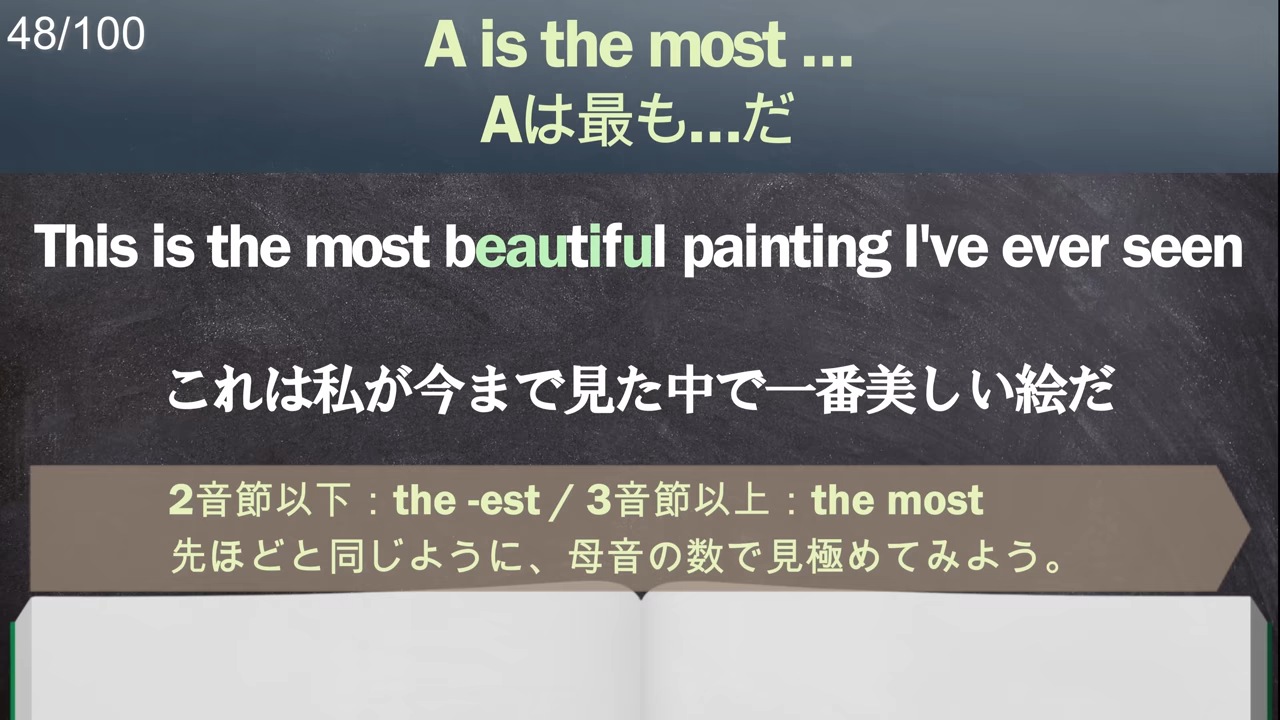 48/100
A is the most ...
Aは最も...だ
This is the most beautiful painting I've ever seen
これは私が今まで見た中で一番美しい絵だ
2音節以下：the -est / 3音節以上：the most
先ほどと同じように、母音の数で見極めてみよう。